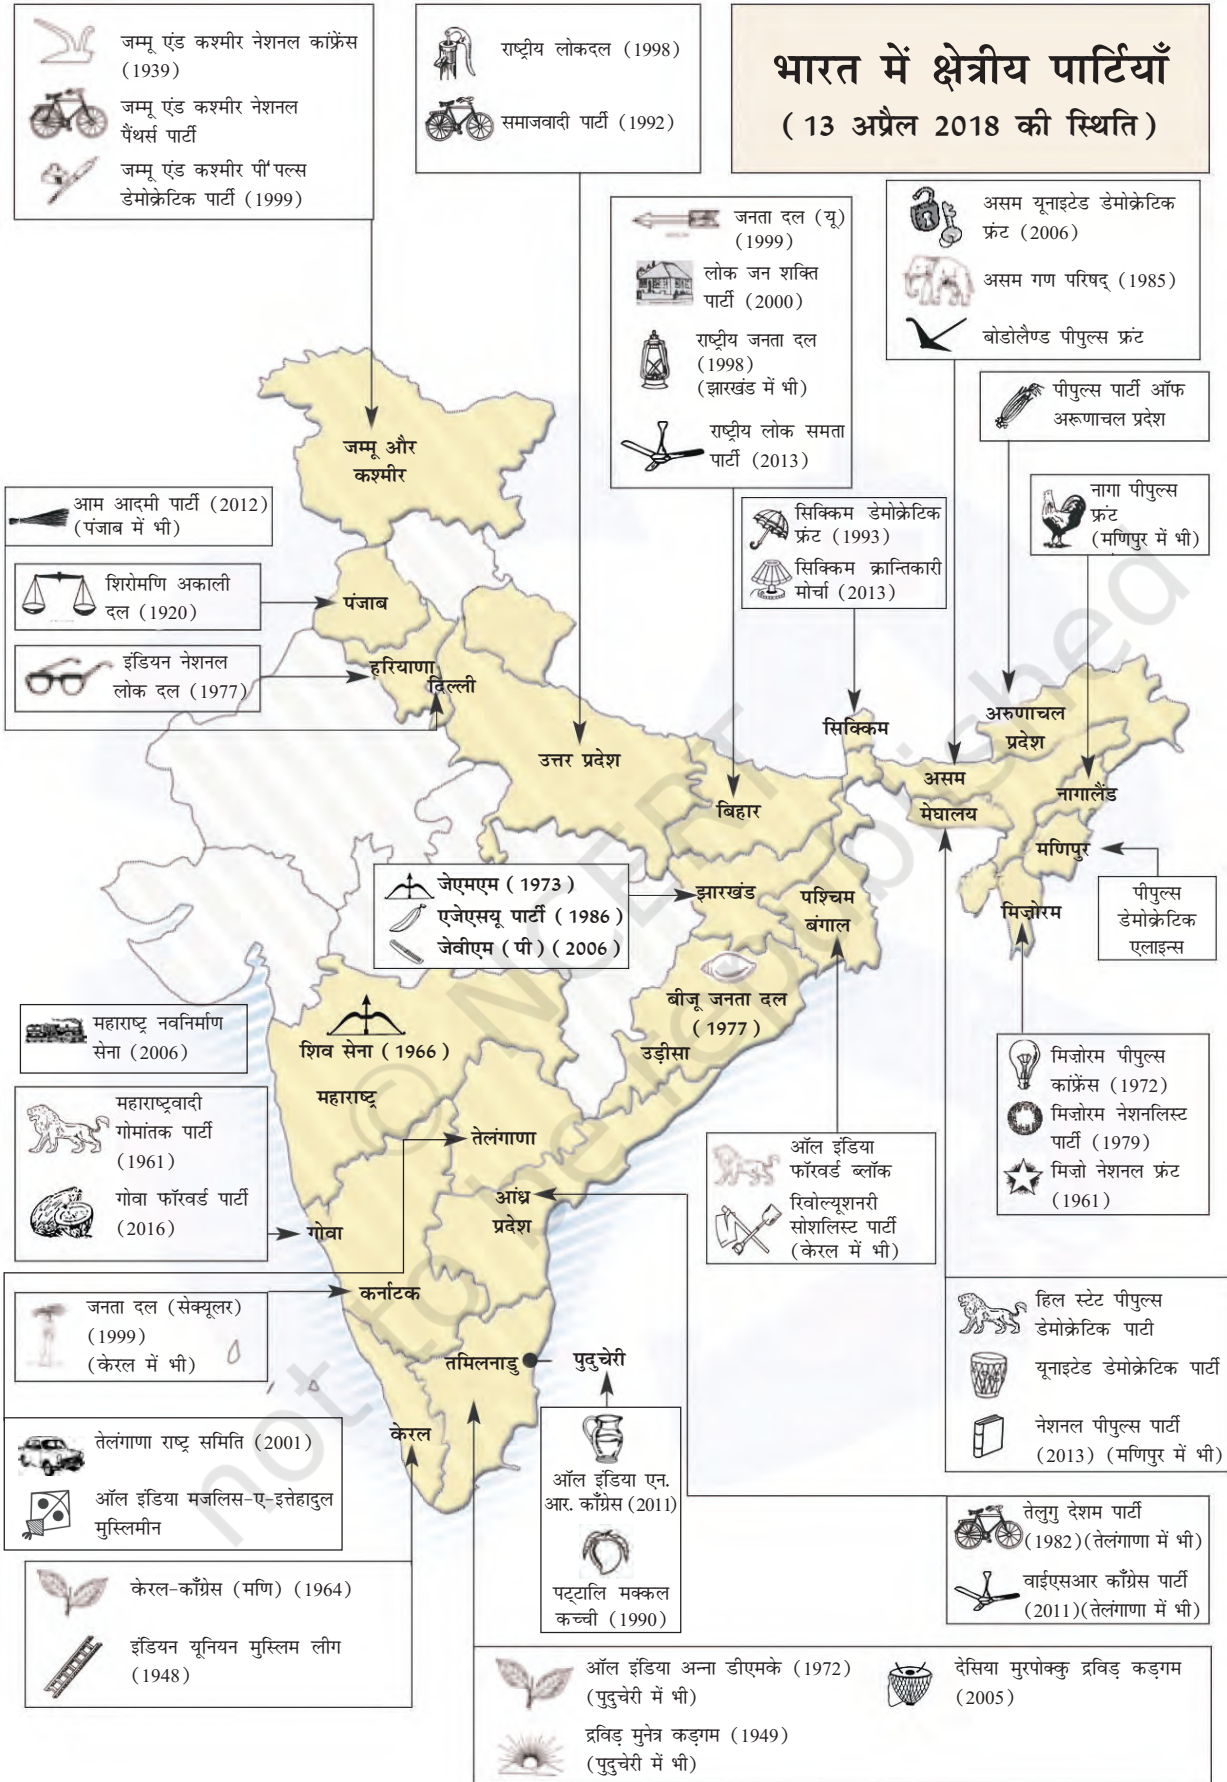 भारत में क्षेत्रीय पार्टियाँ
( 13 अप्रैल 2018 की स्थिति )
जम्मू एंड कश्मीर नेशनल कांफ्रेंस
(1939)
जम्मू एंड कश्मीर नेशनल
पैंथर्स पार्टी
जम्मू एंड कश्मीर पी'पल्स
डेमोक्रेटिक पार्टी (1999)
राष्ट्रीय लोकदल (1998)
समाजवादी पार्टी (1992)
जनता दल (यू)
(1999)
लोक जन शक्ति
पार्टी (2000)
राष्ट्रीय जनता दल
(1998)
(झारखंड में भी)
राष्ट्रीय लोक समता
पार्टी (2013)
असम यूनाइटेड डेमोक्रेटिक
फ्रंट (2006)
असम गण परिषद् (1985)
बोडोलैण्ड पीपुल्स फ्रंट
पीपुल्स पार्टी ऑफ
अरूणाचल प्रदेश
नागा पीपुल्स
फ्रंट
(मणिपुर में भी)
सिक्किम डेमोक्रेटिक
फ्रंट (1993)
सिक्किम क्रान्तिकारी
मोर्चा (2013)
जम्मू और
कश्मीर
आम आदमी पार्टी (2012)
(पंजाब में भी)
शिरोमणि अकाली
दल (1920)
पंजाब
इंडियन नेशनल
लोक दल (1977)
हरियाणा
दिल्ली
उत्तर प्रदेश
बिहार
सिक्किम
अरुणाचल
प्रदेश
असम
मेघालय
नागालैंड
मणिपुर
मिज़ोरम
पीपुल्स
डेमोक्रेटिक
एलाइन्स
जेएमएम ( 1973 )
एजेएसयू पार्टी ( 1986 )
जेवीएम ( पी ) ( 2006 )
झारखंड
पश्चिम
बंगाल
बीजू जनता दल
( 1977 )
उड़ीसा
महाराष्ट्र नवनिर्माण
सेना (2006)
शिव सेना ( 1966 )
महाराष्ट्र
महाराष्ट्रवादी
गोमांतक पार्टी
(1961)
गोवा फॉरवर्ड पार्टी
(2016)
गोवा
तेलंगाणा
आंध्र
प्रदेश
कर्नाटक
ऑल इंडिया
फॉरवर्ड ब्लॉक
रिवोल्यूशनरी
सोशलिस्ट पार्टी
(केरल में भी)
मिज़ोरम पीपुल्स
कांफ्रेंस (1972)
मिज़ोरम नेशनलिस्ट
पार्टी (1979)
मिज़ो नेशनल फ्रंट
(1961)
जनता दल (सेक्यूलर)
(1999)
(केरल में भी)
तमिलनाडु
पुदुचेरी
केरल
हिल स्टेट पीपुल्स
डेमोक्रेटिक पाटी
यूनाइटेड डेमोक्रेटिक पार्टी
नेशनल पीपुल्स पार्टी
(2013) (मणिपुर में भी)
तेलंगाणा राष्ट्र समिति (2001)
ऑल इंडिया मजलिस-ए-इत्तेहादुल
मुस्लिमीन
ऑल इंडिया एन.
आर. काँग्रेस (2011)
पट्टालि मक्कल
कच्ची (1990)
तेलुगु देशम पार्टी
(1982)(तेलंगाणा में भी)
वाईएसआर काँग्रेस पार्टी
(2011)(तेलंगाणा में भी)
केरल-काँग्रेस (मणि) (1964)
इंडियन यूनियन मुस्लिम लीग
(1948)
ऑल इंडिया अन्ना डीएमके (1972)
(पुदुचेरी में भी)
द्रविड़ मुनेत्र कड़गम (1949)
(पुदुचेरी में भी)
देसिया मुरपोक्कु द्रविड़ कड़गम
(2005)
© NCERT
not to be republished